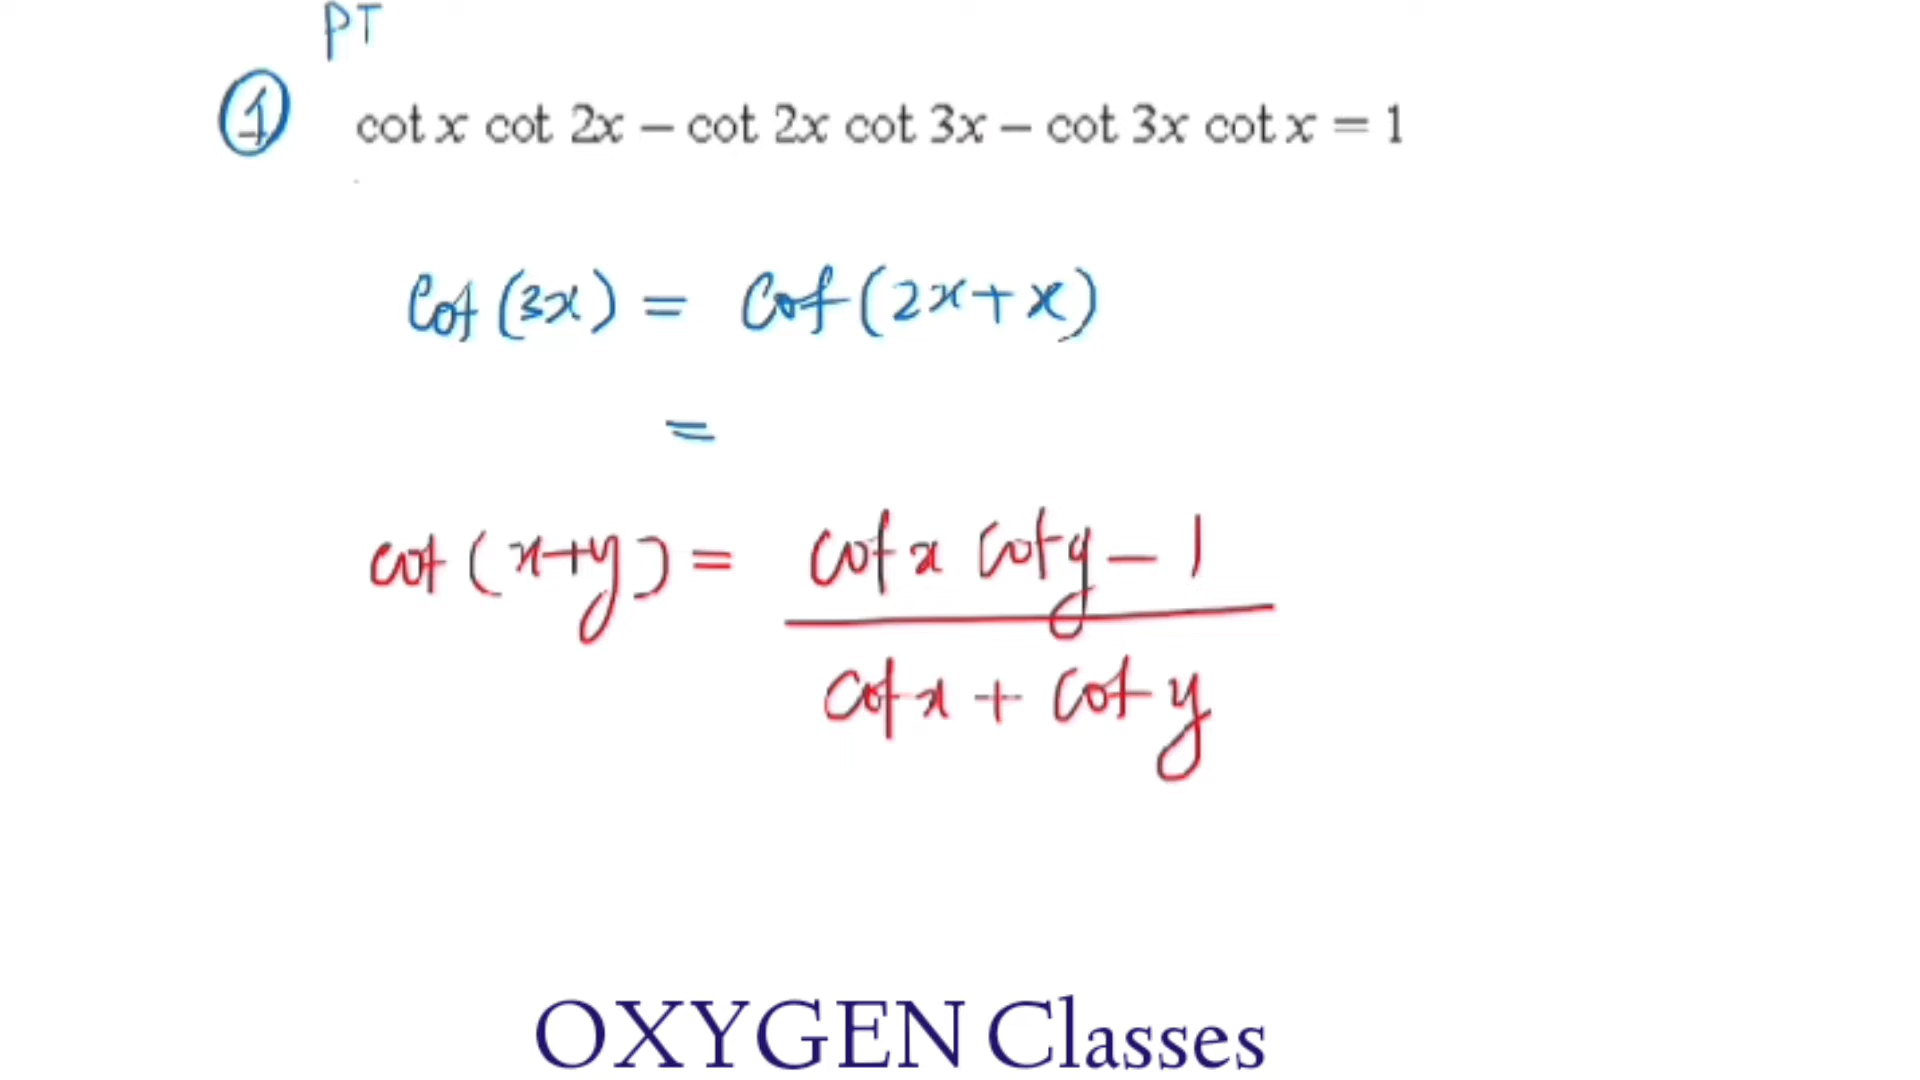 PT
① cot x cot 2x – cot 2x cot 3x – cot 3x cot x = 1
Cot (3x) = Cot (2x+x)
=
cot (x+y) = cot x cot y – 1
cot x + cot y
OXYGEN Classes